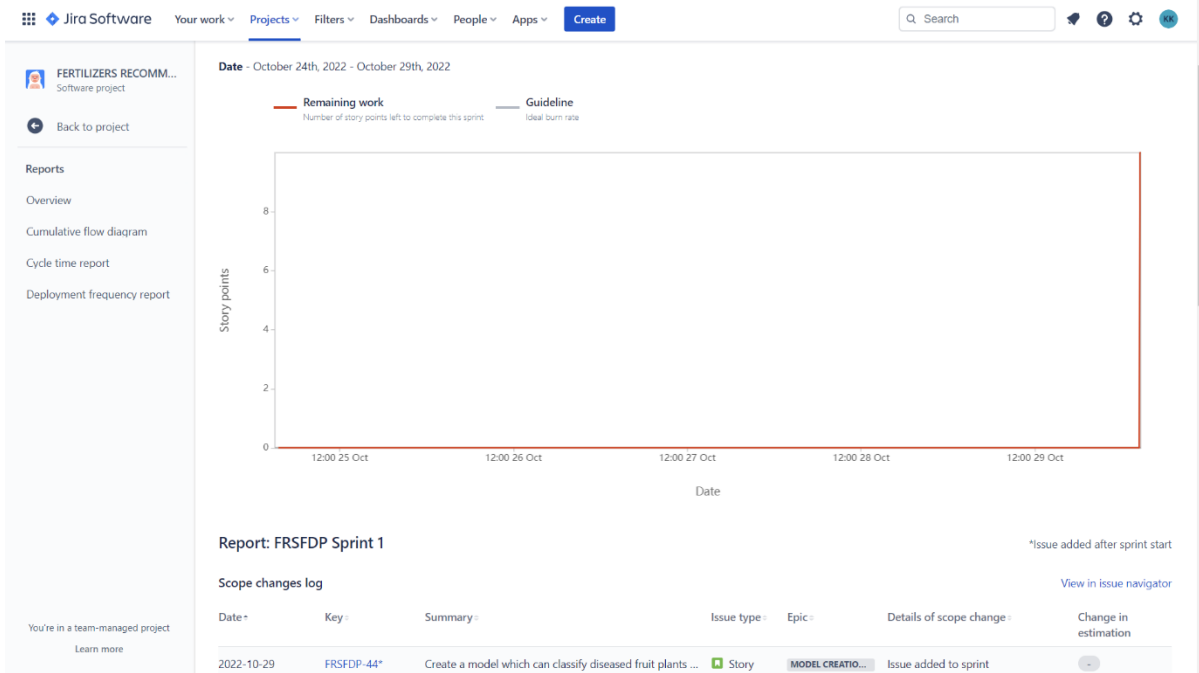 Jira Software Your work Projects Filters Dashboards People Apps Create Search KK
FERTILIZERS RECOMM...
Software project
Back to project
Reports
Overview
Cumulative flow diagram
Cycle time report
Deployment frequency report
You're in a team-managed project
Learn more
Date - October 24th, 2022 - October 29th, 2022
Remaining work
Number of story points left to complete this sprint
Guideline
Ideal burn rate
Story points
8
6
4
2
0
12:00 25 Oct 12:00 26 Oct 12:00 27 Oct 12:00 28 Oct 12:00 29 Oct
Date
Report: FRSFDP Sprint 1
*Issue added after sprint start
Scope changes log
View in issue navigator
Date Key Summary Issue type Epic Details of scope change Change in estimation
2022-10-29 FRSFDP-44* Create a model which can classify diseased fruit plants ... Story MODEL CREATIO... Issue added to sprint -